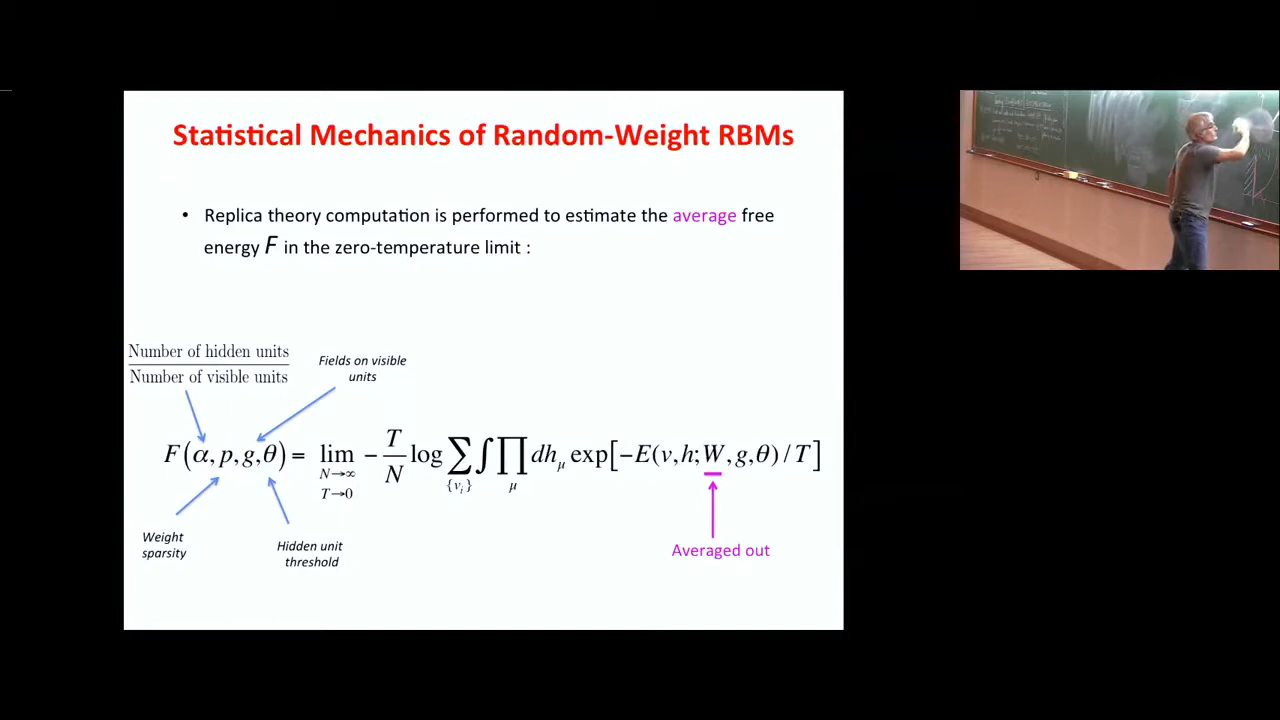 Statistical Mechanics of Random-Weight RBMs
• Replica theory computation is performed to estimate the average free
energy F in the zero-temperature limit :
Number of hidden units
Number of visible units
Fields on visible
units
F(α, p, g, θ) = lim − T/N log ∑ ∫ ∏ dh_μ exp[−E(v, h; W, g, θ) / T]
N→∞
T→0
{v_i}
μ
Weight
sparsity
Hidden unit
threshold
Averaged out